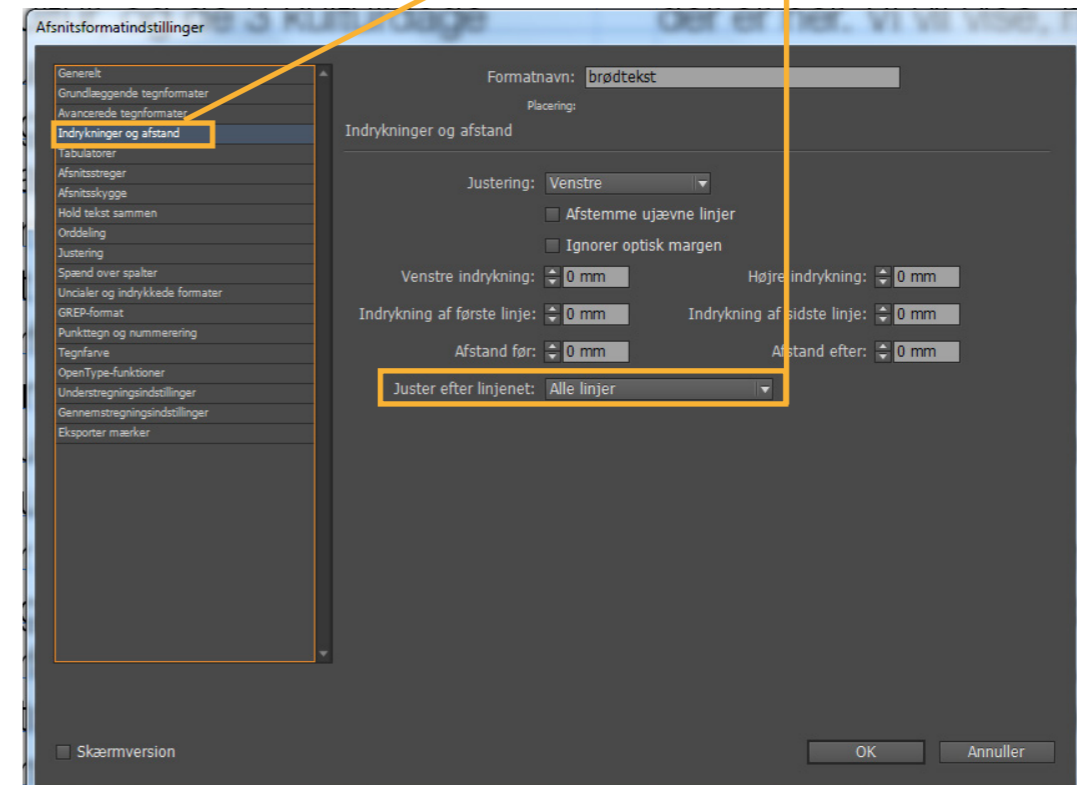 Afsnitsformatindstillinger
Generelt
Grundlæggende tegnformater
Avancerede tegnformater
Indrykninger og afstand
Tabulatorer
Afsnitsstreger
Afsnitsskygge
Hold tekst sammen
Orddeling
Justering
Spænd over spalter
Uncialer og indrykkede formater
GREP-format
Punkttegn og nummerering
Tegnfarve
OpenType-funktioner
Understregningsindstillinger
Gennemstregningsindstillinger
Eksporter mærker
Formatnavn: brødtekst
Placering:
Indrykninger og afstand
Justering: Venstre
Afstemme ujævne linjer
Ignorer optisk margen
Venstre indrykning: 0 mm Højre indrykning: 0 mm
Indrykning af første linje: 0 mm Indrykning af sidste linje: 0 mm
Afstand før: 0 mm Afstand efter: 0 mm
Juster efter linjenet: Alle linjer
Skærmversion
OK Annuller